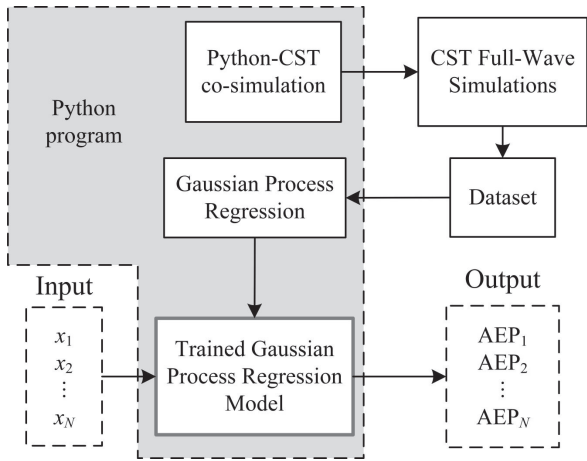 Python-CST
co-simulation
CST Full-Wave
Simulations
Python
program
Gaussian Process
Regression
Dataset
Input
Output
x1
x2
⋮
xN
Trained Gaussian
Process Regression
Model
AEP1
AEP2
⋮
AEPN